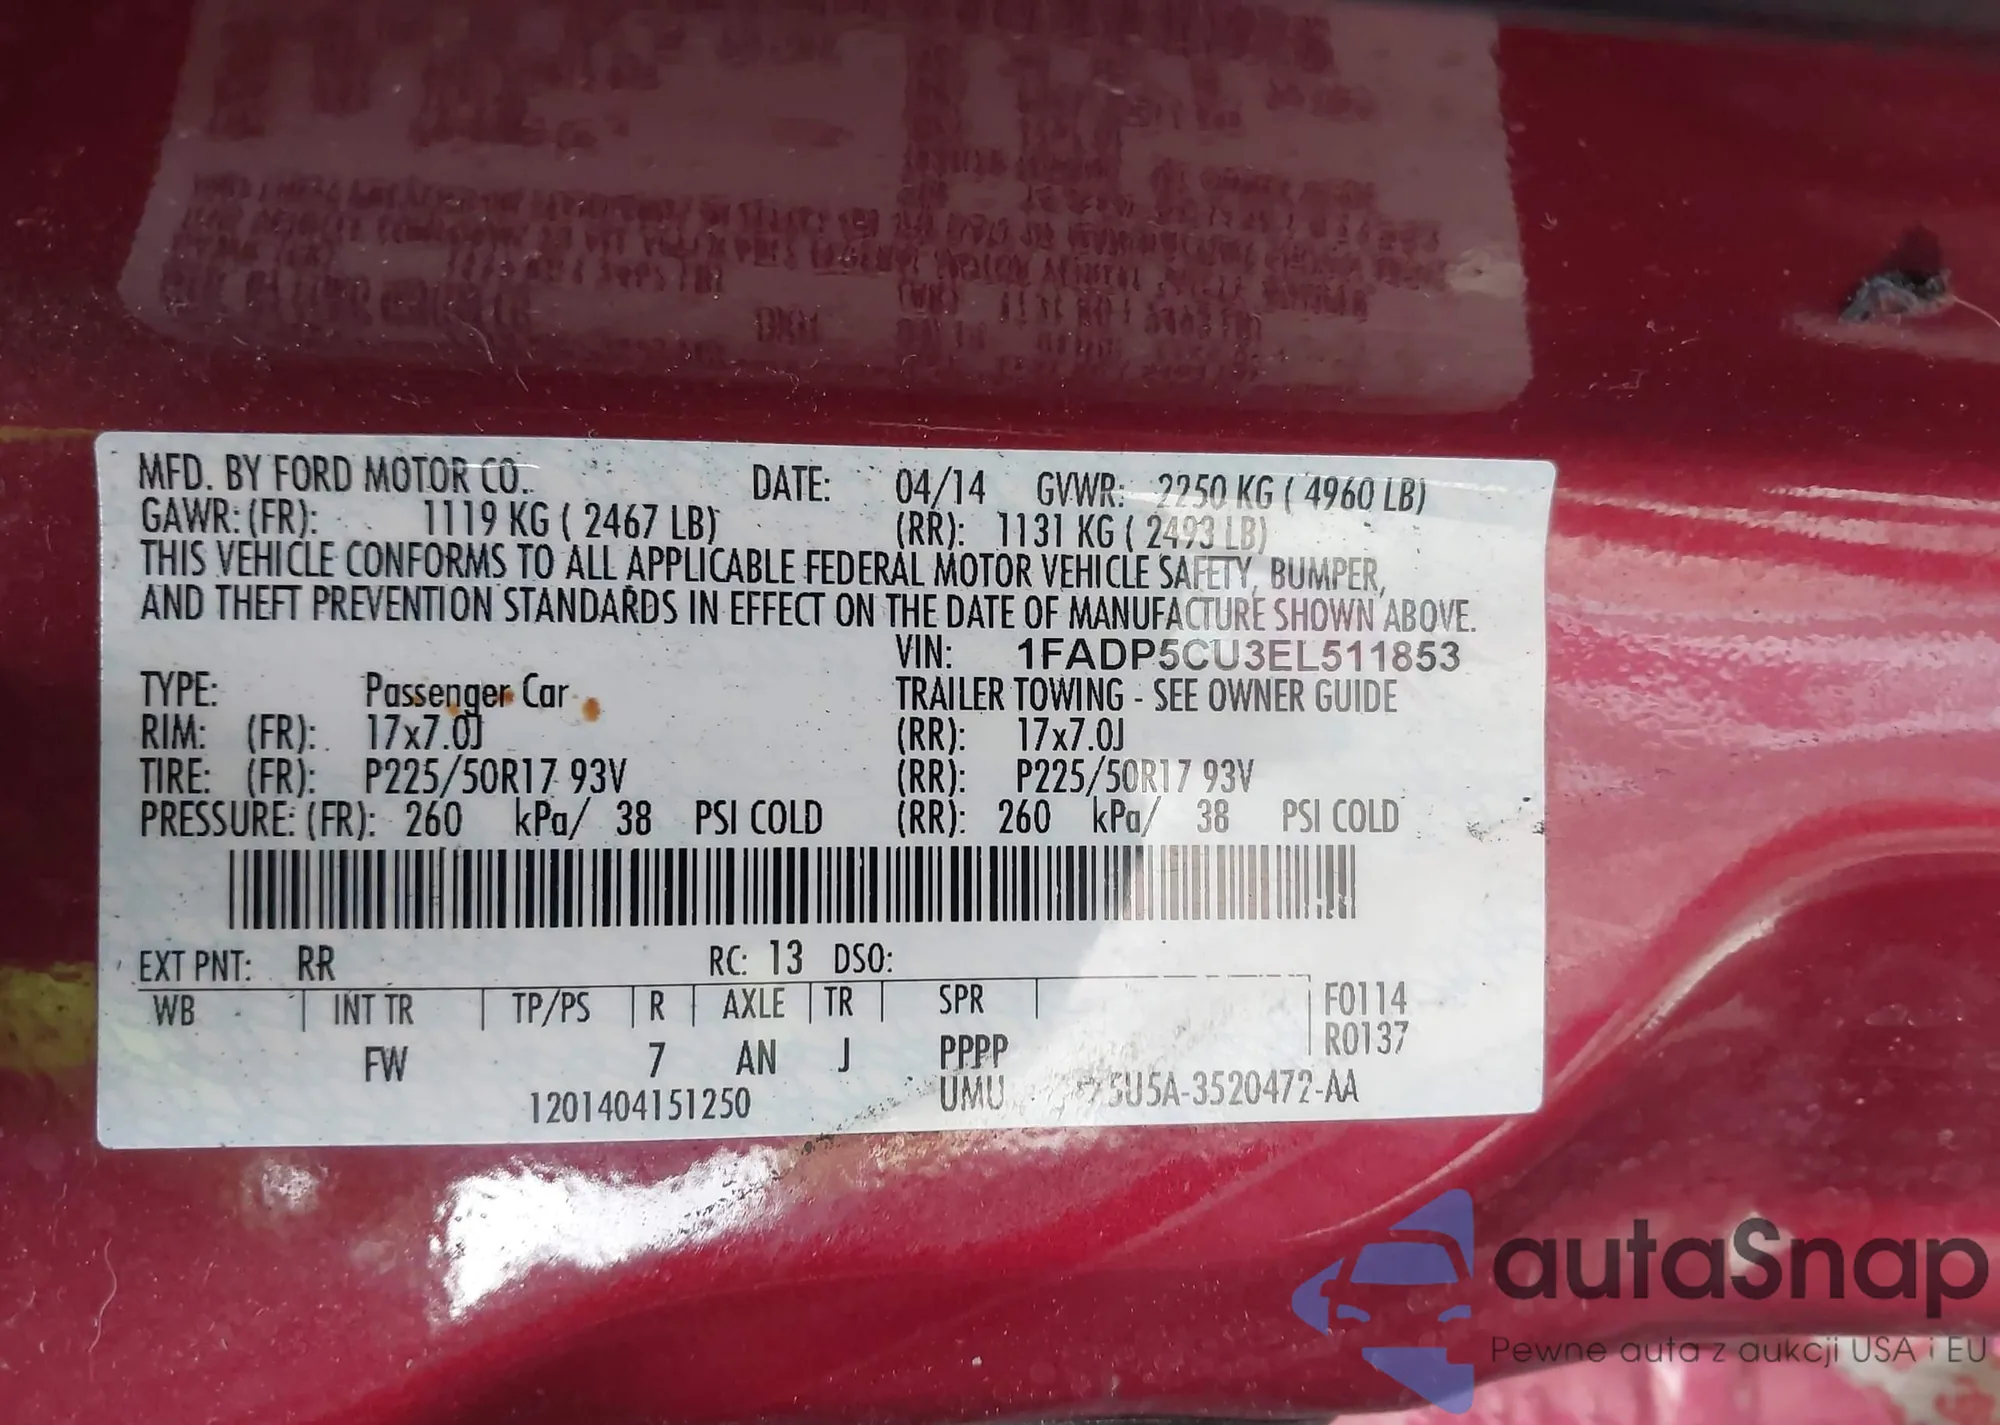 MFD. BY FORD MOTOR CO. DATE: 04/14 GVWR: 2250 KG ( 4960 LB)
GAWR: (FR): 1119 KG ( 2467 LB) (RR): 1131 KG ( 2493 LB)
THIS VEHICLE CONFORMS TO ALL APPLICABLE FEDERAL MOTOR VEHICLE SAFETY, BUMPER,
AND THEFT PREVENTION STANDARDS IN EFFECT ON THE DATE OF MANUFACTURE SHOWN ABOVE.
VIN: 1FADP5CU3EL511853
TYPE: Passenger Car TRAILER TOWING - SEE OWNER GUIDE
RIM: (FR): 17x7.0J (RR): 17x7.0J
TIRE: (FR): P225/50R17 93V (RR): P225/50R17 93V
PRESSURE: (FR): 260 kPa/ 38 PSI COLD (RR): 260 kPa/ 38 PSI COLD
EXT PNT: RR RC: 13 DSO:
WB INT TR TP/PS R AXLE TR SPR F0114
R0137
FW 7 AN J PPPP
1201404151250 UMU 5U5A-3520472-AA
autaSnap
Pewne auta z aukcji USA i EU